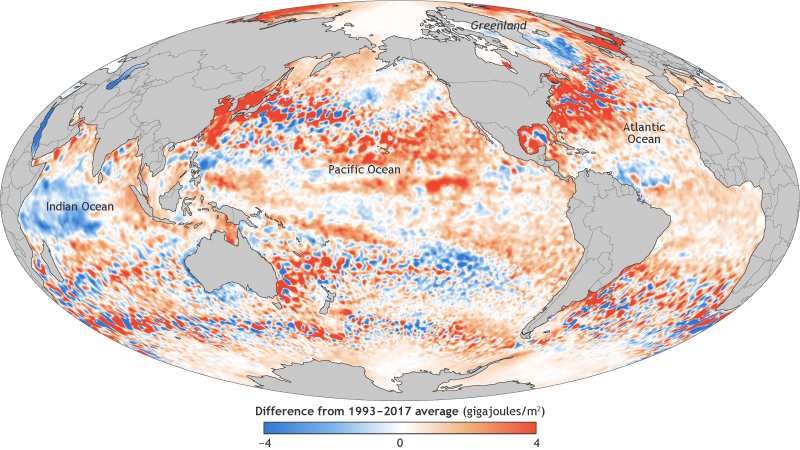 Greenland
Atlantic
Ocean
Pacific Ocean
Indian Ocean
Difference from 1993–2017 average (gigajoules/m²)
−4 0 4